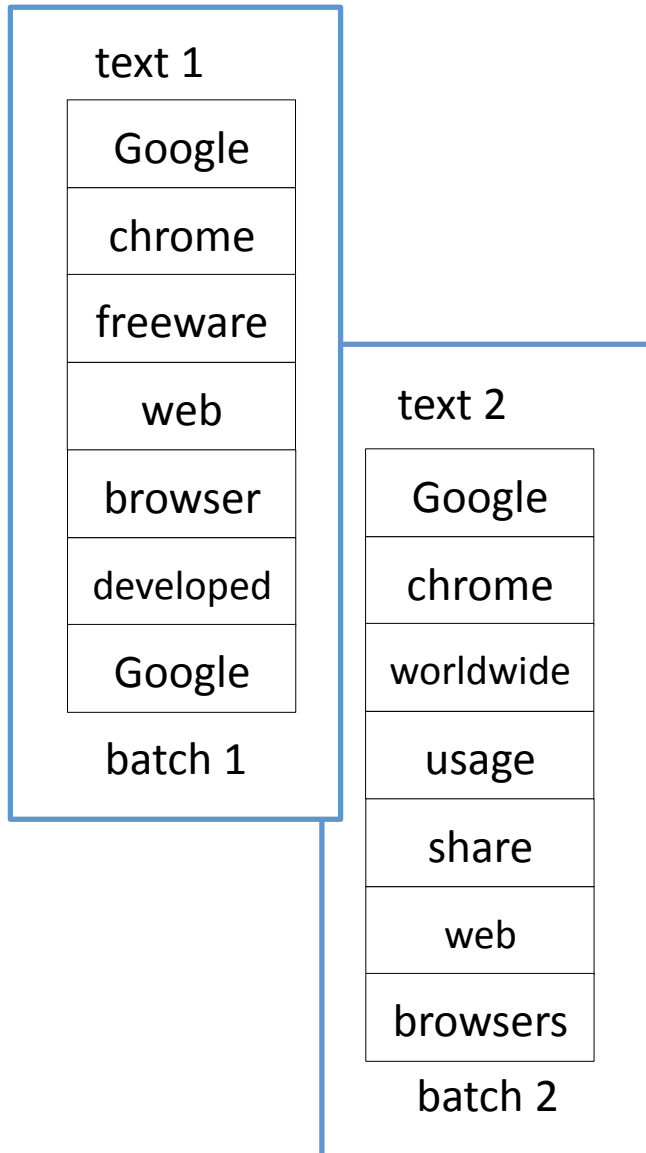 text 1
Google
chrome
freeware
web
browser
developed
Google
batch 1
text 2
Google
chrome
worldwide
usage
share
web
browsers
batch 2